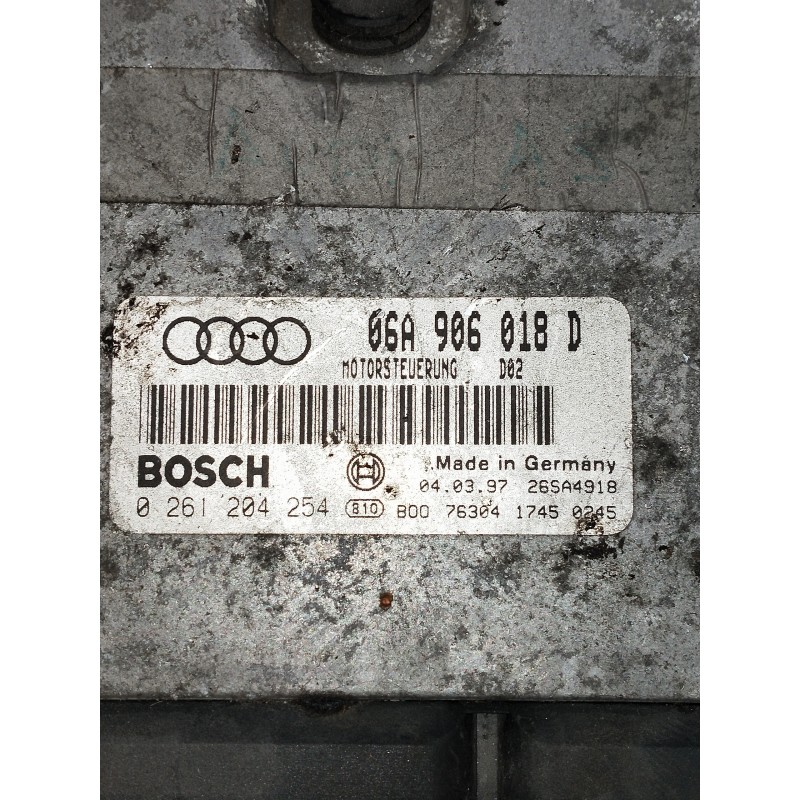 06A 906 018 D
MOTORSTEUERUNG D02
BOSCH
Made in Germany
04.03.97 26SA4918
0 261 204 254 810 B00 76304 1745 0245